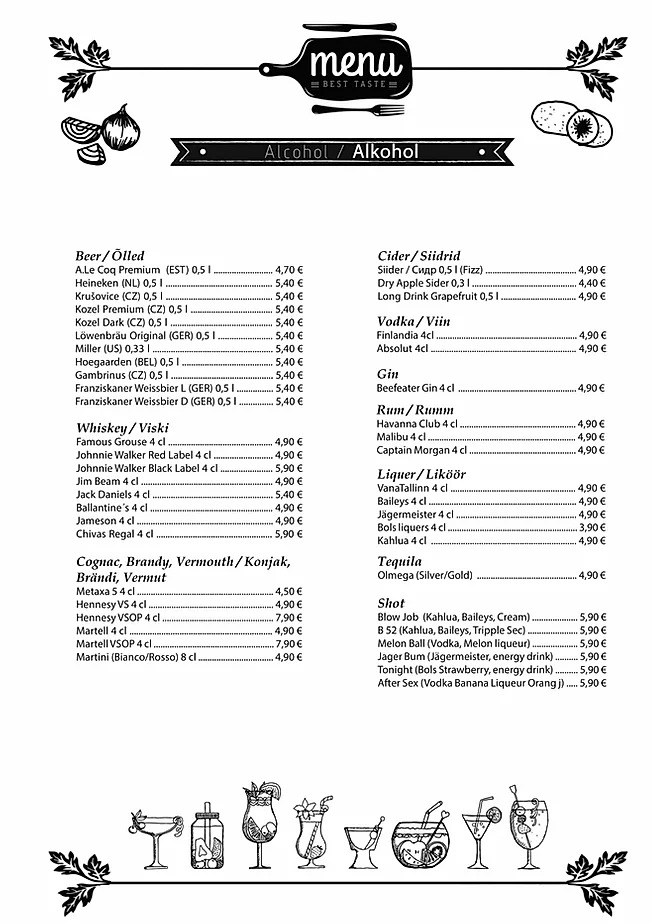 menu
BEST TASTE
Alcohol / Alkohol
Beer / Õlled
A.Le Coq Premium (EST) 0,5 l ........................ 4,70 €
Heineken (NL) 0,5 l ............................................ 5,40 €
Krušovice (CZ) 0,5 l ............................................ 5,40 €
Kozel Premium (CZ) 0,5 l .................................. 5,40 €
Kozel Dark (CZ) 0,5 l .......................................... 5,40 €
Löwenbräu Original (GER) 0,5 l ...................... 5,40 €
Miller (US) 0,33 l ................................................. 5,40 €
Hoegaarden (BEL) 0,5 l ..................................... 5,40 €
Gambrinus (CZ) 0,5 l .......................................... 5,40 €
Franziskaner Weissbier L (GER) 0,5 l ............... 5,40 €
Franziskaner Weissbier D (GER) 0,5 l .............. 5,40 €
Whiskey / Viski
Famous Grouse 4 cl ........................................... 4,90 €
Johnnie Walker Red Label 4 cl ........................ 4,90 €
Johnnie Walker Black Label 4 cl ..................... 5,90 €
Jim Beam 4 cl ...................................................... 4,90 €
Jack Daniels 4 cl .................................................. 5,40 €
Ballantine´s 4 cl ................................................... 4,90 €
Jameson 4 cl ........................................................ 4,90 €
Chivas Regal 4 cl ................................................ 5,90 €
Cognac, Brandy, Vermouth / Konjak,
Brändi, Vermut
Metaxa 5 4 cl ........................................................ 4,50 €
Hennesy VS 4 cl ................................................... 4,90 €
Hennesy VSOP 4 cl .............................................. 7,90 €
Martell 4 cl ........................................................... 4,90 €
Martell VSOP 4 cl ................................................. 7,90 €
Martini (Bianco/Rosso) 8 cl .............................. 4,90 €
Cider / Siidrid
Siider / Сидр 0,5 l (Fizz) ..................................... 4,90 €
Dry Apple Sider 0,3 l ........................................... 4,40 €
Long Drink Grapefruit 0,5 l ............................... 4,90 €
Vodka / Viin
Finlandia 4cl ......................................................... 4,90 €
Absolut 4cl ........................................................... 4,90 €
Gin
Beefeater Gin 4 cl ................................................ 4,90 €
Rum / Rumm
Havanna Club 4 cl ............................................... 4,90 €
Malibu 4 cl ............................................................ 4,90 €
Captain Morgan 4 cl ........................................... 4,90 €
Liquer / Liköör
VanaTallinn 4 cl ................................................... 4,90 €
Baileys 4 cl ............................................................ 4,90 €
Jägermeister 4 cl ................................................. 4,90 €
Bols liquers 4 cl .................................................... 3,90 €
Kahlua 4 cl ........................................................... 4,90 €
Tequila
Olmega (Silver/Gold) ........................................ 4,90 €
Shot
Blow Job (Kahlua, Baileys, Cream) ................... 5,90 €
B 52 (Kahlua, Baileys, Tripple Sec) .................... 5,90 €
Melon Ball (Vodka, Melon liqueur) .................. 5,90 €
Jager Bum (Jägermeister, energy drink) ......... 5,90 €
Tonight (Bols Strawberry, energy drink) ......... 5,90 €
After Sex (Vodka Banana Liqueur Orang j) ..... 5,90 €